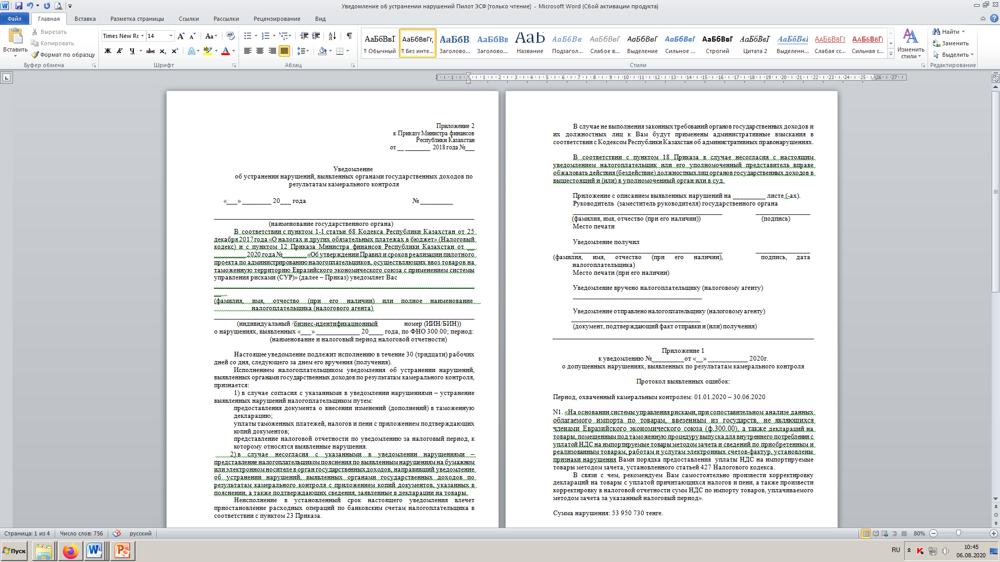 Уведомление об устранении нарушений Пилот ЭСФ [только чтение] - Microsoft Word (Сбой активации продукта)
Файл Главная Вставка Разметка страницы Ссылки Рассылки Рецензирование Вид
Вставить
Вырезать
Копировать
Формат по образцу
Буфер обмена
Times New Rc 14
Шрифт
Абзац
АаБбВвІ АаБбВвГг, АаБбВ АаБбВв АаБ АаБбВв. АаБбВвГ АаБбВвГ АаБбВвГ АаБбВвГ АаБбВвІ АаБбВвІ АаБбВвГг АаБбВвГг
¶ Обычный ¶ Без инте... Заголово... Заголово... Название Подзагол... Слабое в... Выделение Сильное ... Строгий Цитата 2 Выделенн... Слабая сс... Сильная с...
Стили
Изменить стили
Найти
Заменить
Выделить
Редактирование
Приложение 2
к Приказу Министра финансов
Республики Казахстан
от __ ________ 2018 года №___
Уведомление
об устранении нарушений, выявленных органами государственных доходов по
результатам камерального контроля
«___» ________ 20___ года № _________
(наименование государственного органа)
В соответствии с пунктом 1-1 статьи 68 Кодекса Республики Казахстан от 25
декабря 2017 года «О налогах и других обязательных платежах в бюджет» (Налоговый
кодекс) и с пунктом 12 Приказа Министра финансов Республики Казахстан от __
_________ 2020 года №_______ «Об утверждении Правил и сроков реализации пилотного
проекта по администрированию налогоплательщиков, осуществляющих ввоз товаров на
таможенную территорию Евразийского экономического союза с применением системы
управления рисками (СУР)» (далее – Приказ) уведомляет Вас
(фамилия, имя, отчество (при его наличии) или полное наименование
налогоплательщика (налогового агента)
(индивидуальный /бизнес-идентификационный номер (ИИН/БИН))
о нарушениях, выявленных «___» ____________ 20____ года, по ФНО 300.00; период:
(наименование и налоговый период налоговой отчетности)
Настоящее уведомление подлежит исполнению в течение 30 (тридцати) рабочих
дней со дня, следующего за днем его вручения (получения).
Исполнением налогоплательщиком уведомления об устранении нарушений,
выявленных органами государственных доходов по результатам камерального контроля,
признается:
1) в случае согласия с указанными в уведомлении нарушениями – устранение
выявленных нарушений налогоплательщиком путем:
предоставления документа о внесении изменений (дополнений) в таможенную
декларацию;
уплаты таможенных платежей, налогов и пени с приложением подтверждающих
копий документов;
представление налоговой отчетности по уведомлению за налоговый период, к
которому относятся выявленные нарушения.
2) в случае несогласия с указанными в уведомлении нарушениями –
представление налогоплательщиком пояснения по выявленным нарушениям на бумажном
или электронном носителе в орган государственных доходов, направивший уведомление
об устранении нарушений, выявленных органами государственных доходов по
результатам камерального контроля с приложением копий документов, указанных в
пояснении, а также подтверждающих сведения, заявленные в декларации на товары.
Неисполнение в установленный срок настоящего уведомления влечет
приостановление расходных операций по банковским счетам налогоплательщика в
соответствии с пунктом 23 Приказа.
В случае не выполнения законных требований органов государственных доходов и
их должностных лиц к Вам будут применены административные взыскания в
соответствии с Кодексом Республики Казахстан об административных правонарушениях.
В соответствии с пунктом 18 Приказа в случае несогласия с настоящим
уведомлением налогоплательщик или его уполномоченный представитель вправе
обжаловать действия (бездействие) должностных лиц органов государственных доходов в
вышестоящий и (или) в уполномоченный орган или в суд.
Приложение с описанием выявленных нарушений на _________ листе (-ах).
Руководитель (заместитель руководителя) государственного органа
(фамилия, имя, отчество (при его наличии)) (подпись)
Место печати
Уведомление получил
(фамилия, имя, отчество (при его наличии), подпись, дата
налогоплательщика)
Место печати (при его наличии)
Уведомление вручено налогоплательщику (налоговому агенту)
Уведомление отправлено налогоплательщику (налоговому агенту)
(документ, подтверждающий факт отправки и (или) получения)
Приложение 1
к уведомлению №_________ от «__» ___________ 2020г.
о допущенных нарушениях, выявленных по результатам камерального контроля
Протокол выявленных ошибок:
Период, охваченный камеральным контролем: 01.01.2020 – 30.06.2020
N1. «На основании системы управления рисками, при сопоставительном анализе данных
облагаемого импорта по товарам, ввезенным из государств, не являющихся
членами Евразийского экономического союза (ф.300.00), а также деклараций на
товары, помещенным под таможенную процедуру выпуска для внутреннего потребления с
уплатой НДС на импортируемые товары методом зачета и сведений по приобретенным и
реализованным товарам, работам и услугам электронных счетов-фактур, установлены
признаки нарушения Вами порядка предоставления уплаты НДС на импортируемые
товары методом зачета, установленного статьей 427 Налогового кодекса.
В связи с чем, рекомендуем Вам самостоятельно произвести корректировку
деклараций на товары с уплатой причитающихся налогов и пени, а также произвести
корректировку в налоговой отчетности сумм НДС по импорту товаров, уплачиваемого
методом зачета за указанный налоговый период».
Сумма нарушения: 53 950 730 тенге.
Страница: 1 из 4 Число слов: 756 русский 80%
Пуск RU 10:45
06.08.2020